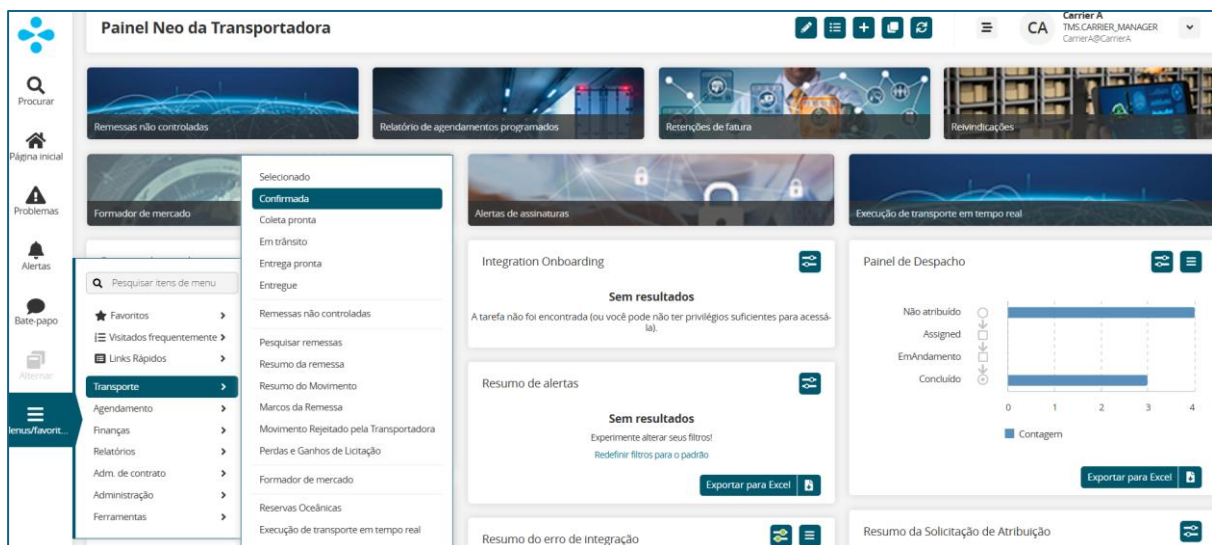 Painel Neo da Transportadora
CA
Carrier A
TMS.CARRIER_MANAGER
CarrierA@CarrierA
Procurar
Página inicial
Problemas
Alertas
Bate-papo
Alternar
lenus/favorit...
Remessas não controladas
Relatório de agendamentos programados
Retenções de fatura
Reivindicações
Formador de mercado
Alertas de assinaturas
Execução de transporte em tempo real
Pesquisar itens de menu
Favoritos
Visitados frequentemente
Links Rápidos
Transporte
Agendamento
Finanças
Relatórios
Adm. de contrato
Administração
Ferramentas
Selecionado
Confirmada
Coleta pronta
Em trânsito
Entrega pronta
Entregue
Remessas não controladas
Pesquisar remessas
Resumo da remessa
Resumo do Movimento
Marcos da Remessa
Movimento Rejeitado pela Transportadora
Perdas e Ganhos de Licitação
Formador de mercado
Reservas Oceânicas
Execução de transporte em tempo real
Integration Onboarding
Sem resultados
A tarefa não foi encontrada (ou você pode não ter privilégios suficientes para acessá-
la).
Resumo de alertas
Sem resultados
Experimente alterar seus filtros!
Redefinir filtros para o padrão
Exportar para Excel
Resumo do erro de integração
Painel de Despacho
Não atribuído
Assigned
EmAndamento
Concluído
0 1 2 3 4
Contagem
Exportar para Excel
Resumo da Solicitação de Atribuição